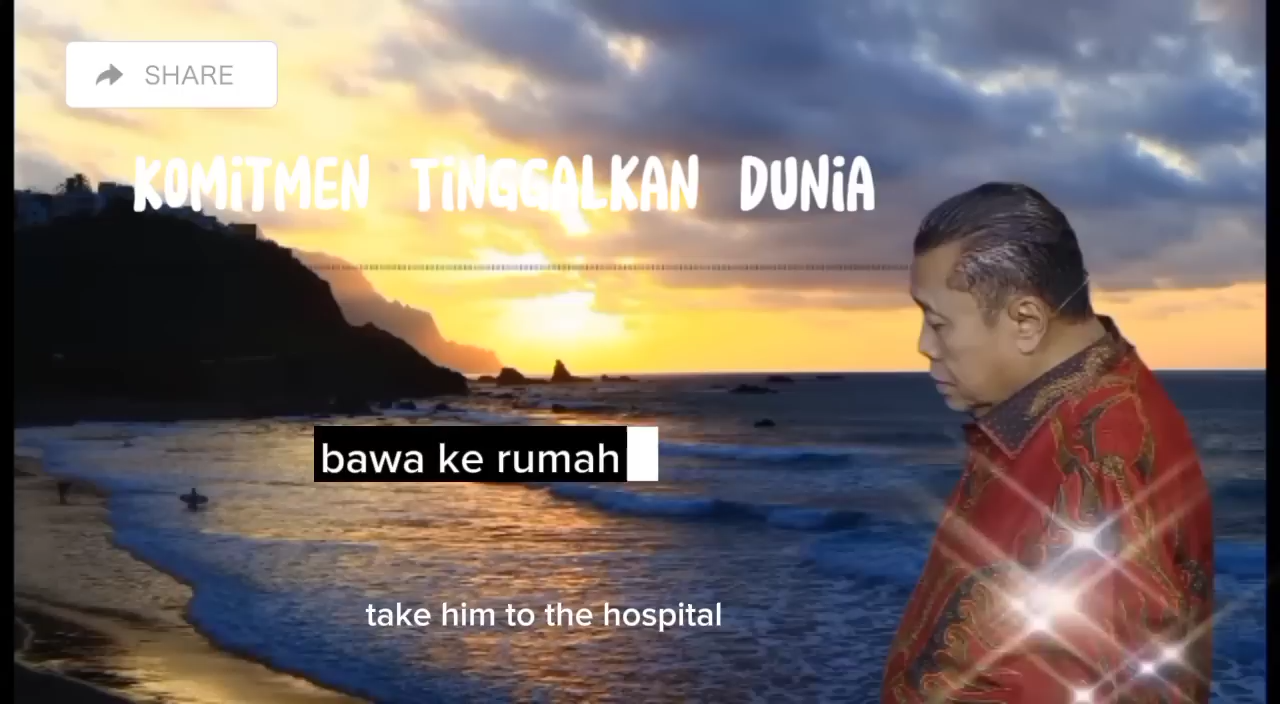 SHARE
KOMiTMEN TiNGGALKAN DUNiA
bawa ke rumah
take him to the hospital